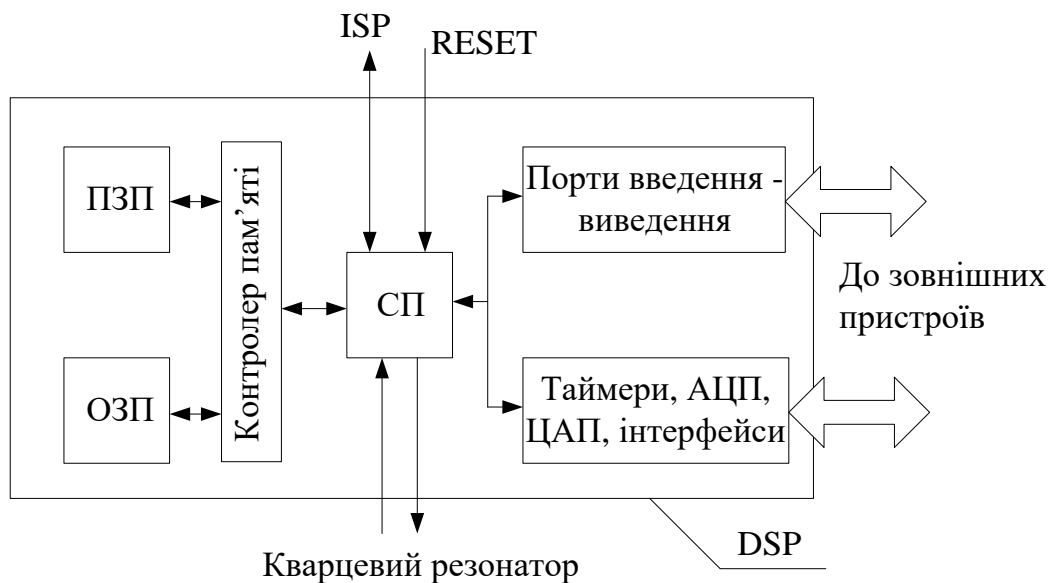 ISP
RESET
ПЗП
ОЗП
Контролер пам’яті
СП
Порти введення -
виведення
Таймери, АЦП,
ЦАП, інтерфейси
До зовнішних
пристроїв
Кварцевий резонатор
DSP